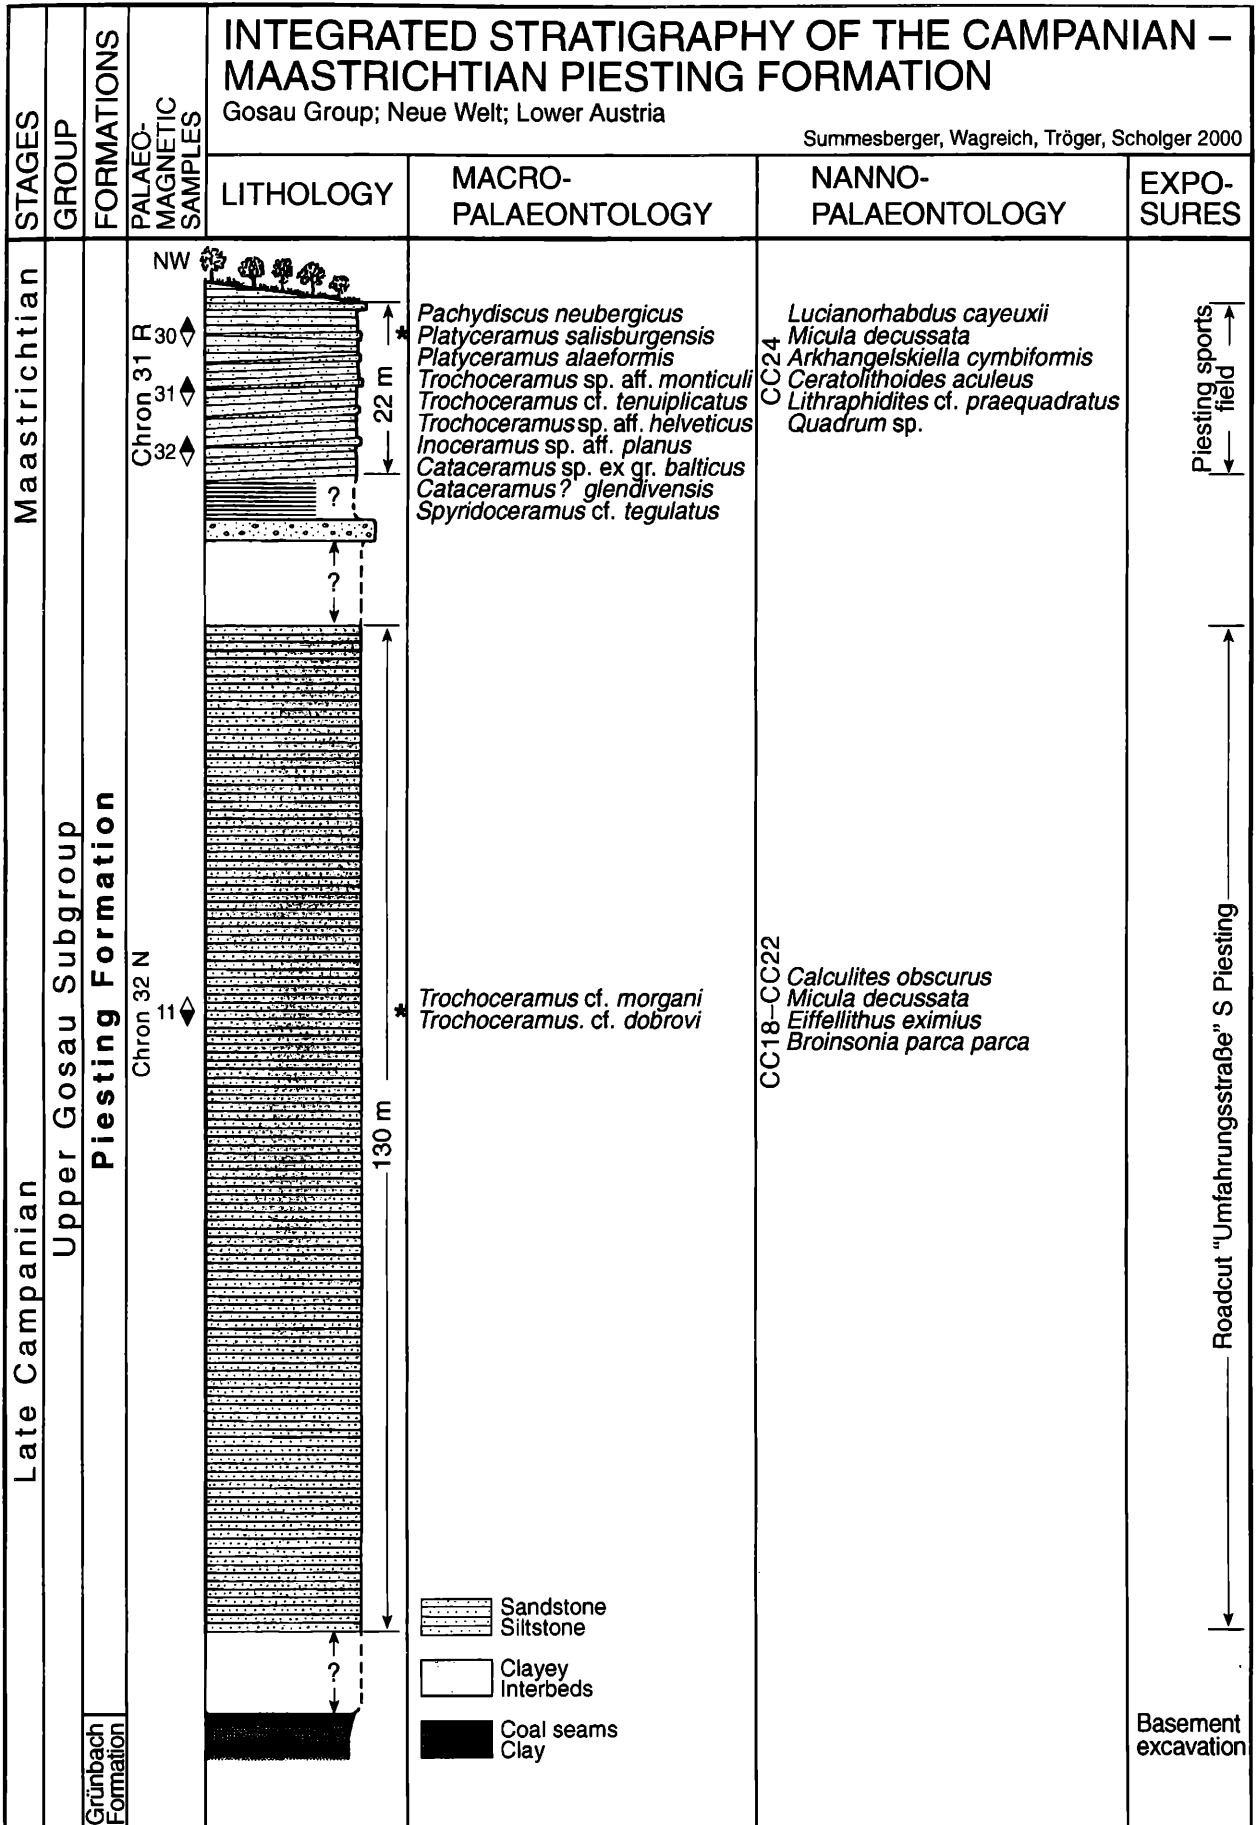 INTEGRATED STRATIGRAPHY OF THE CAMPANIAN –
MAASTRICHTIAN PIESTING FORMATION
Gosau Group; Neue Welt; Lower Austria
Summesberger, Wagreich, Tröger, Scholger 2000
STAGES
GROUP
FORMATIONS
PALAEO-
MAGNETIC
SAMPLES
LITHOLOGY
MACRO-
PALAEONTOLOGY
NANNO-
PALAEONTOLOGY
EXPO-
SURES
Maastrichtian
Late Campanian
Upper Gosau Subgroup
Piesting Formation
Grünbach
Formation
Chron 31 R
30
31
32
Chron 32 N
11
NW
22 m
?
?
130 m
?
*
Pachydiscus neubergicus
Platyceramus salisburgensis
Platyceramus alaeformis
Trochoceramus sp. aff. monticuli
Trochoceramus cf. tenuiplicatus
Trochoceramus sp. aff. helveticus
Inoceramus sp. aff. planus
Cataceramus sp. ex gr. balticus
Cataceramus? glendivensis
Spyridoceramus cf. tegulatus
*
Trochoceramus cf. morgani
Trochoceramus. cf. dobrovi
CC24
Lucianorhabdus cayeuxii
Micula decussata
Arkhangelskiella cymbiformis
Ceratolithoides aculeus
Lithraphidites cf. praequadratus
Quadrum sp.
CC18–CC22
Calculites obscurus
Micula decussata
Eiffellithus eximius
Broinsonia parca parca
Piesting sports
field
Roadcut "Umfahrungsstraße" S Piesting
Basement
excavation
Sandstone
Siltstone
Clayey
Interbeds
Coal seams
Clay